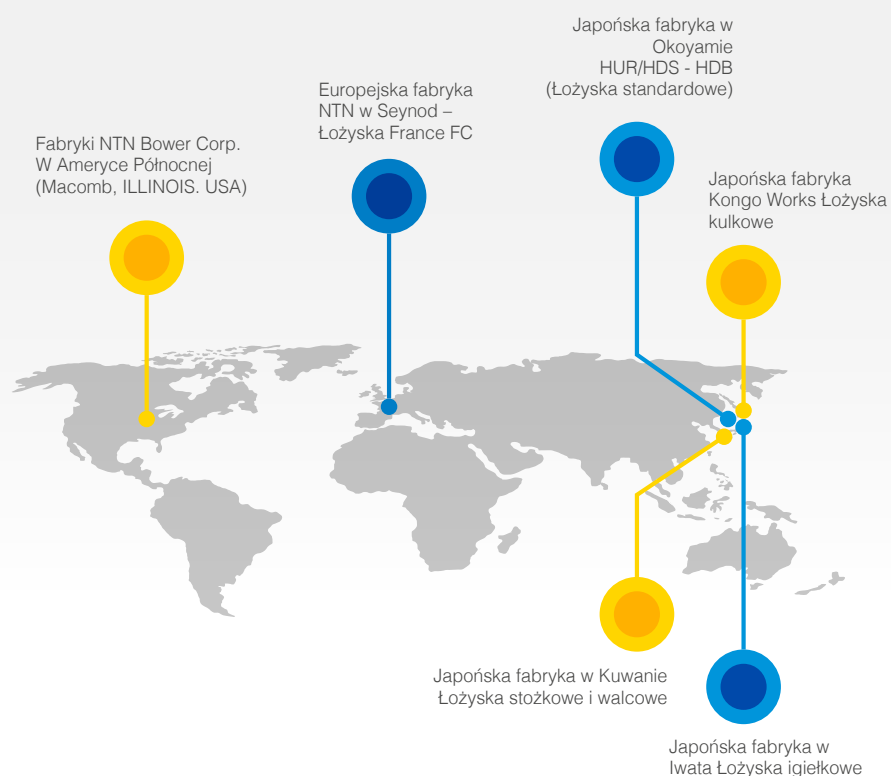 Japońska fabryka w
Okoyamie
HUR/HDS - HDB
(Łożyska standardowe)
Europejska fabryka
NTN w Seynod –
Łożyska France FC
Fabryki NTN Bower Corp.
W Ameryce Północnej
(Macomb, ILLINOIS. USA)
Japońska fabryka
Kongo Works Łożyska
kulkowe
Japońska fabryka w Kuwanie
Łożyska stożkowe i walcowe
Japońska fabryka w
Iwata Łożyska igiełkowe